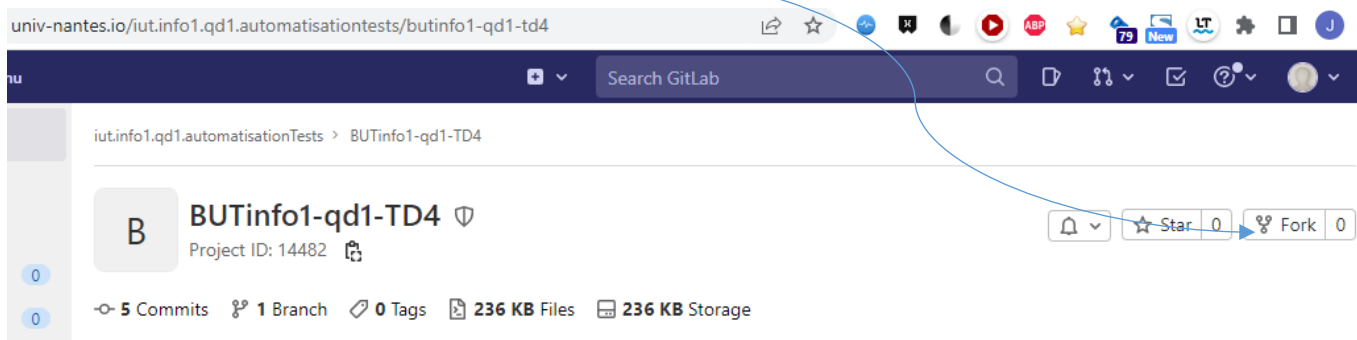 univ-nantes.io/iut.info1.qd1.automatisationtests/butinfo1-qd1-td4 ABP 79 New LT J
nu Search GitLab
iut.info1.qd1.automatisationTests > BUTinfo1-qd1-TD4
B BUTinfo1-qd1-TD4 Star 0 Fork 0
Project ID: 14482
0
5 Commits 1 Branch 0 Tags 236 KB Files 236 KB Storage
0